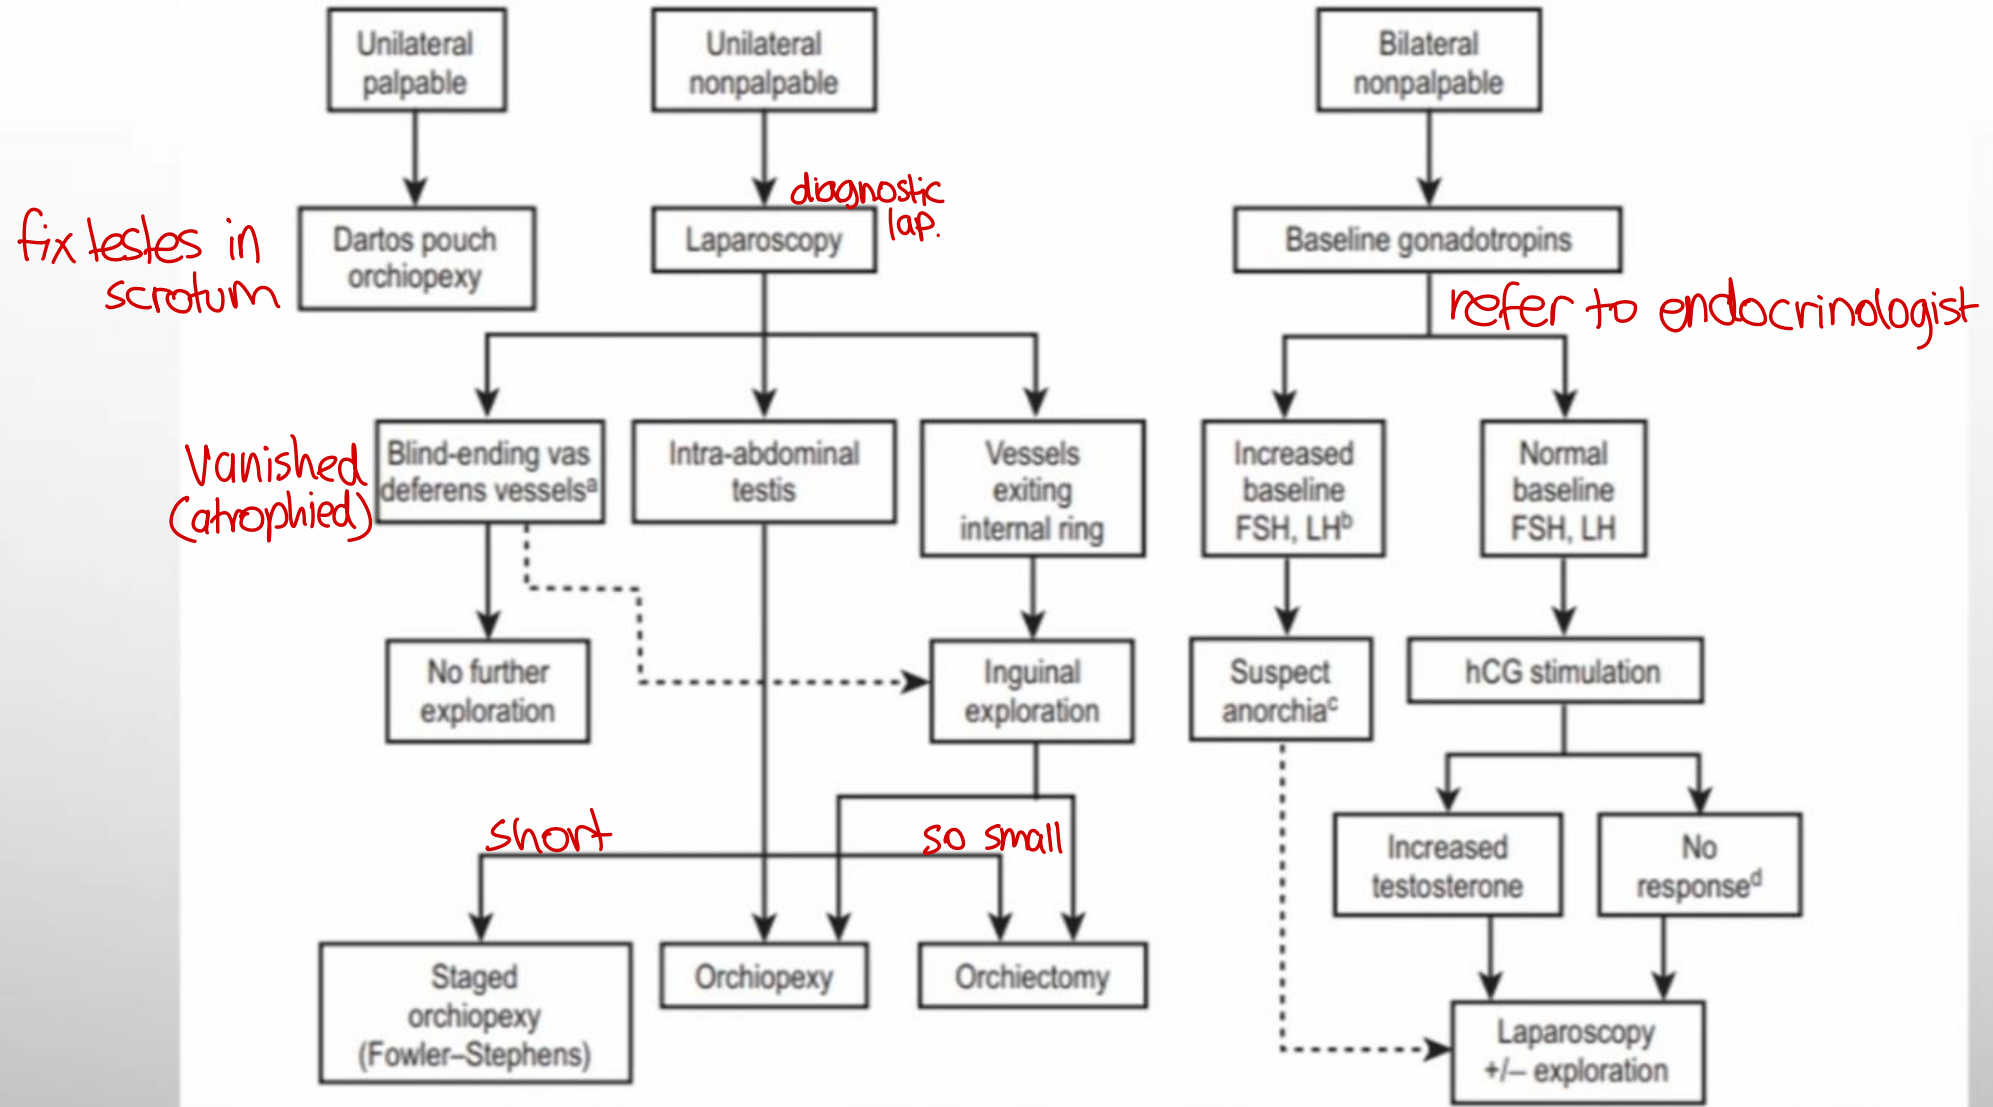 Unilateral
palpable
Unilateral
nonpalpable
Bilateral
nonpalpable
diagnostic
lap.
fix testes in
scrotum
Dartos pouch
orchiopexy
Laparoscopy
Baseline gonadotropins
refer to endocrinologist
Vanished
(atrophied)
Blind-ending vas
deferens vesselsᵃ
Intra-abdominal
testis
Vessels
exiting
internal ring
Increased
baseline
FSH, LHᵇ
Normal
baseline
FSH, LH
No further
exploration
Inguinal
exploration
Suspect
anorchiaᶜ
hCG stimulation
short
so small
Increased
testosterone
No
responseᵈ
Staged
orchiopexy
(Fowler–Stephens)
Orchiopexy
Orchiectomy
Laparoscopy
+/– exploration